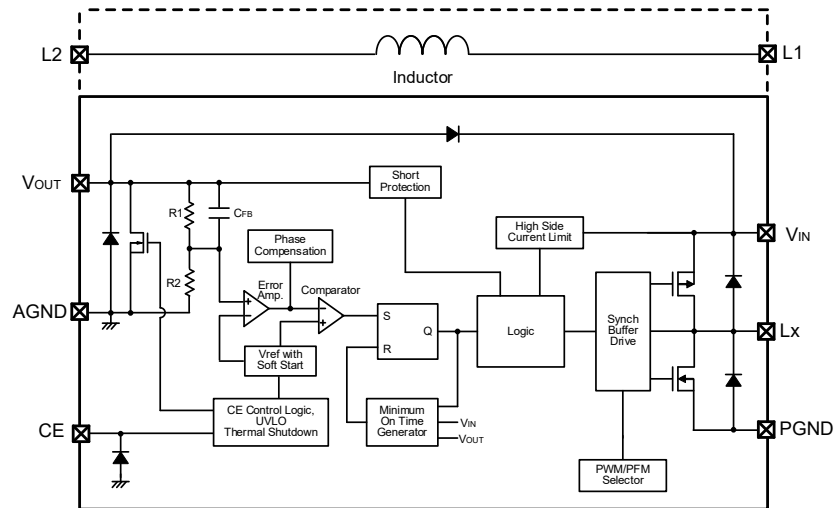 L2
L1
Inductor
VOUT
Short
Protection
R1
CFB
High Side
Current Limit
VIN
Phase
Compensation
R2
Error
Amp.
Comparator
AGND
S
Q
R
Logic
Synch
Buffer
Drive
Lx
Vref with
Soft Start
CE Control Logic,
UVLO
Thermal Shutdown
Minimum
On Time
Generator
VIN
VOUT
CE
PGND
PWM/PFM
Selector